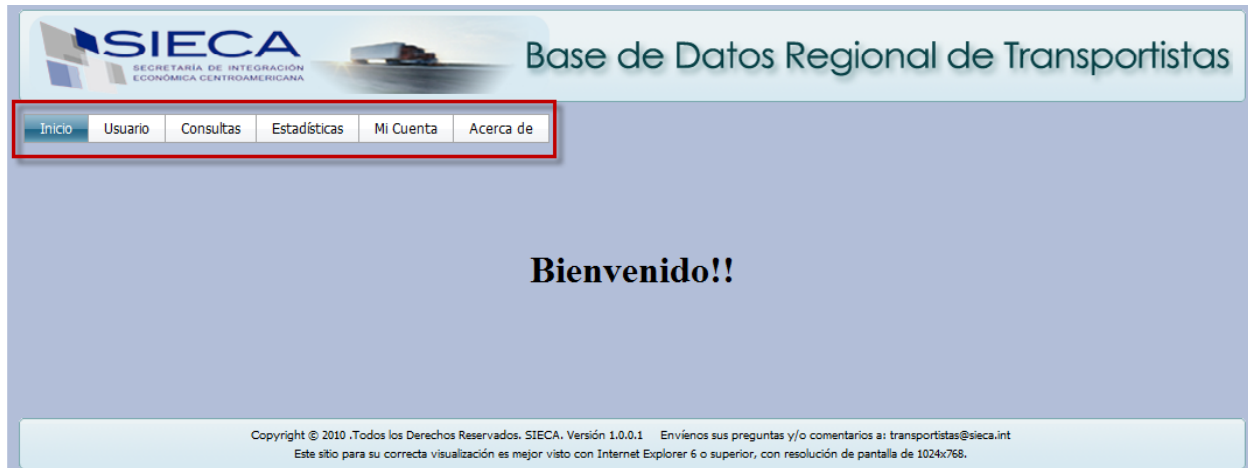 SIECA
SECRETARÍA DE INTEGRACIÓN
ECONÓMICA CENTROAMERICANA
Base de Datos Regional de Transportistas
Inicio Usuario Consultas Estadísticas Mi Cuenta Acerca de
Bienvenido!!
Copyright © 2010 .Todos los Derechos Reservados. SIECA. Versión 1.0.0.1 Envíenos sus preguntas y/o comentarios a: transportistas@sieca.int
Este sitio para su correcta visualización es mejor visto con Internet Explorer 6 o superior, con resolución de pantalla de 1024x768.